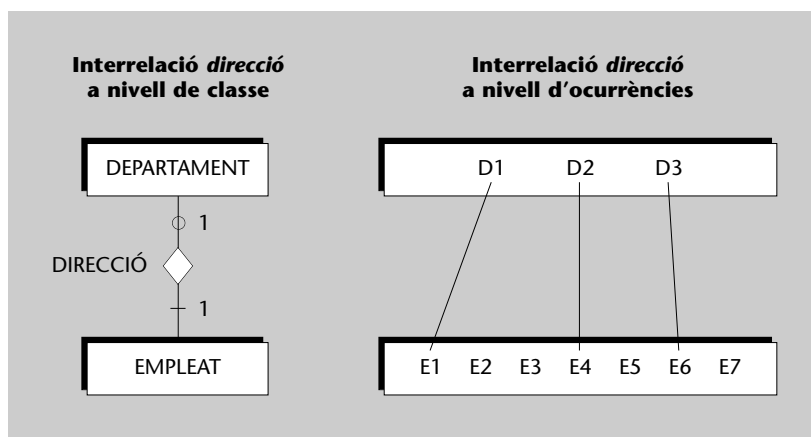 Interrelació direcció
a nivell de classe
DEPARTAMENT
1
DIRECCIÓ
1
EMPLEAT
Interrelació direcció
a nivell d’ocurrències
D1 D2 D3
E1 E2 E3 E4 E5 E6 E7